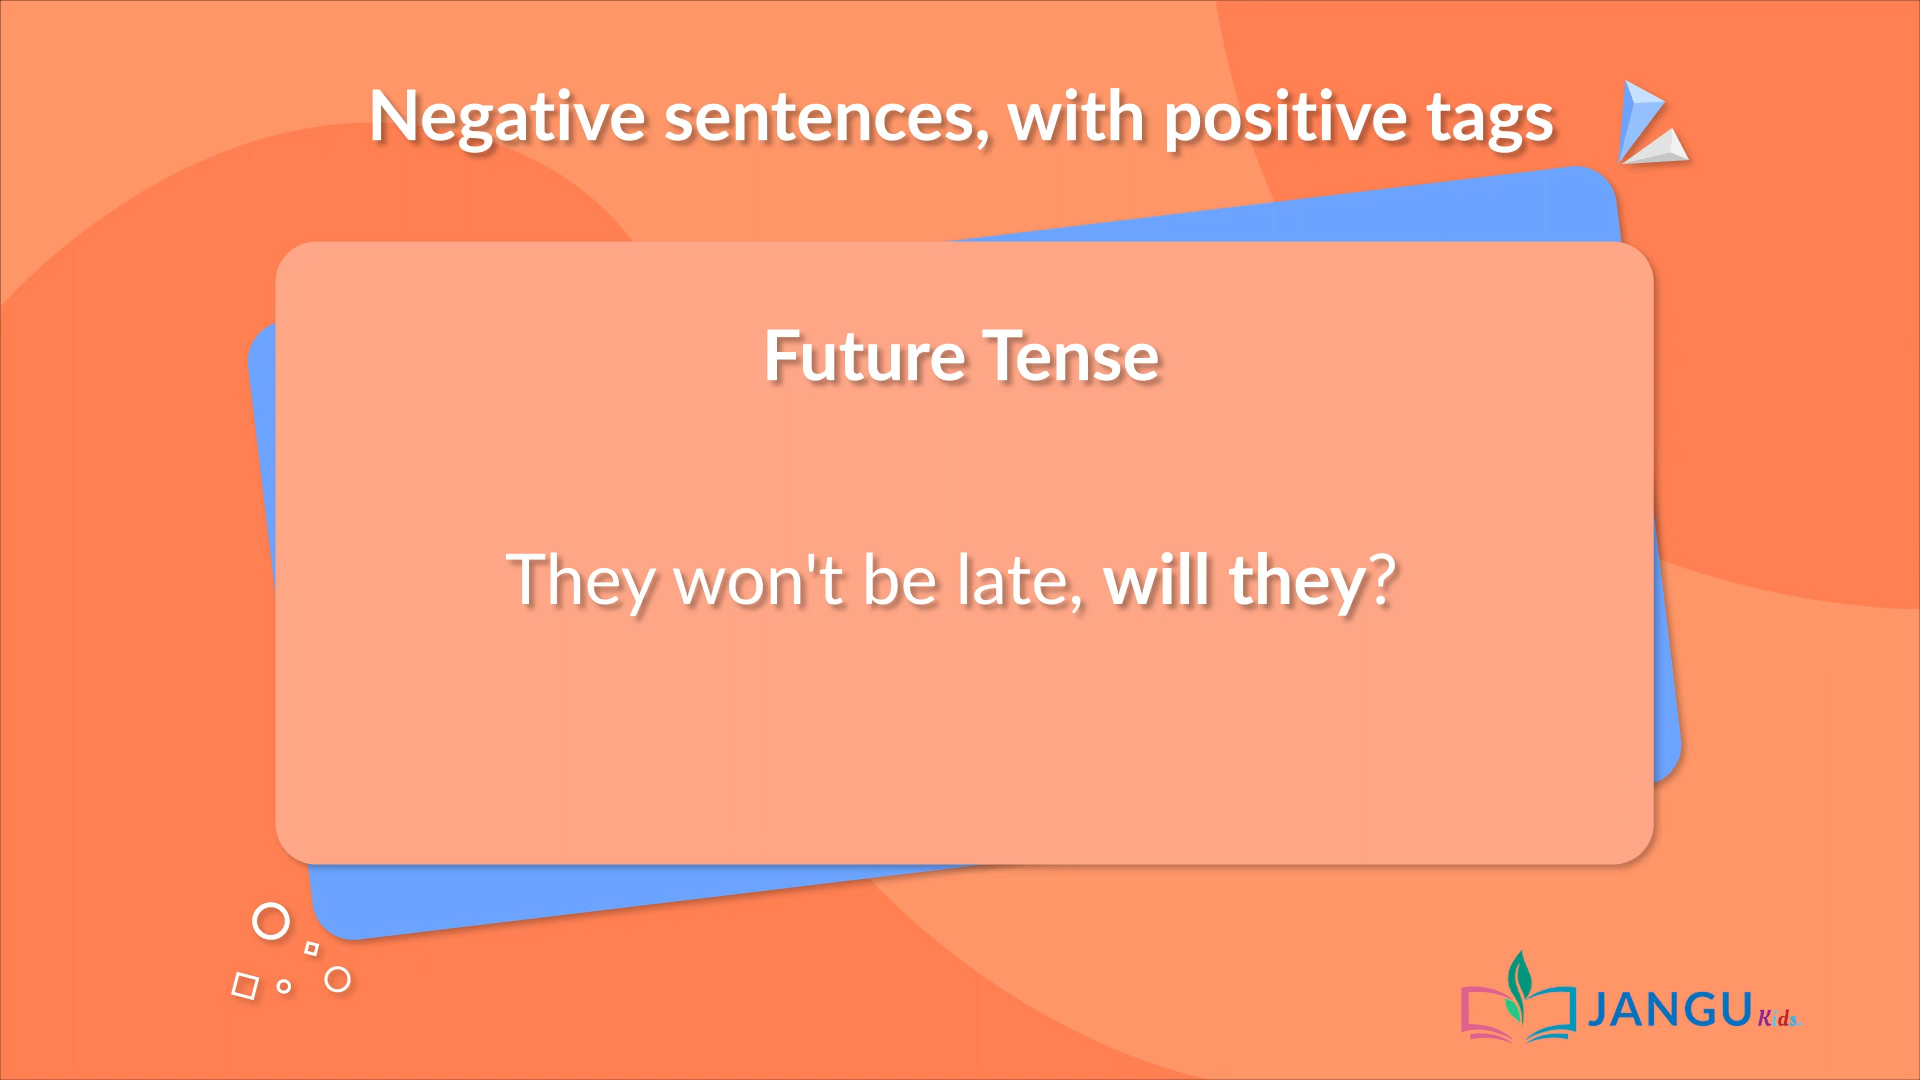 Negative sentences, with positive tags
Future Tense
They won't be late, will they?
JANGU Kids